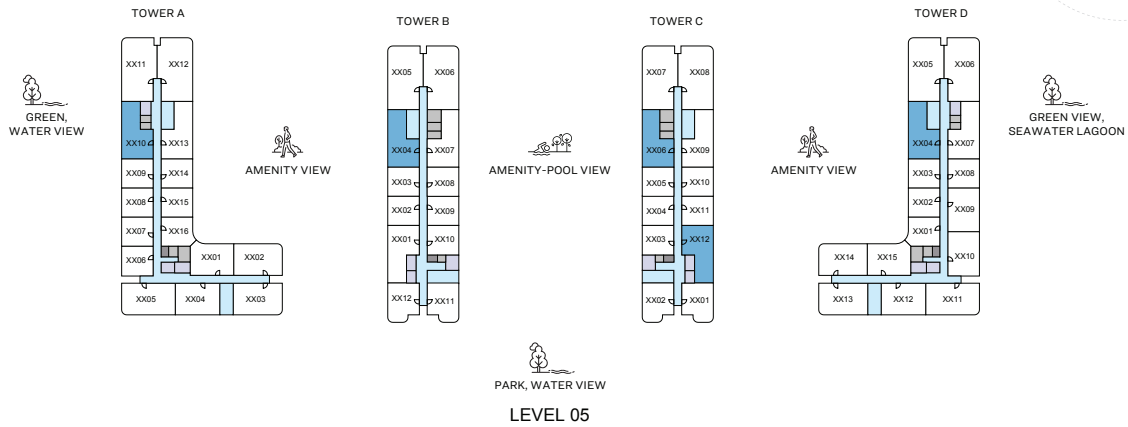 TOWER A
TOWER B
TOWER C
TOWER D
GREEN,
WATER VIEW
AMENITY VIEW
AMENITY-POOL VIEW
AMENITY VIEW
GREEN VIEW,
SEAWATER LAGOON
XX11 XX12
XX10 XX13
XX09 XX14
XX08 XX15
XX07 XX16
XX06 XX01 XX02
XX05 XX04 XX03
XX05 XX06
XX04 XX07
XX03 XX08
XX02 XX09
XX01 XX10
XX12 XX11
XX07 XX08
XX06 XX09
XX05 XX10
XX04 XX11
XX03 XX12
XX02 XX01
XX05 XX06
XX04 XX07
XX03 XX08
XX02 XX09
XX01
XX14 XX15 XX10
XX13 XX12 XX11
PARK, WATER VIEW
LEVEL 05